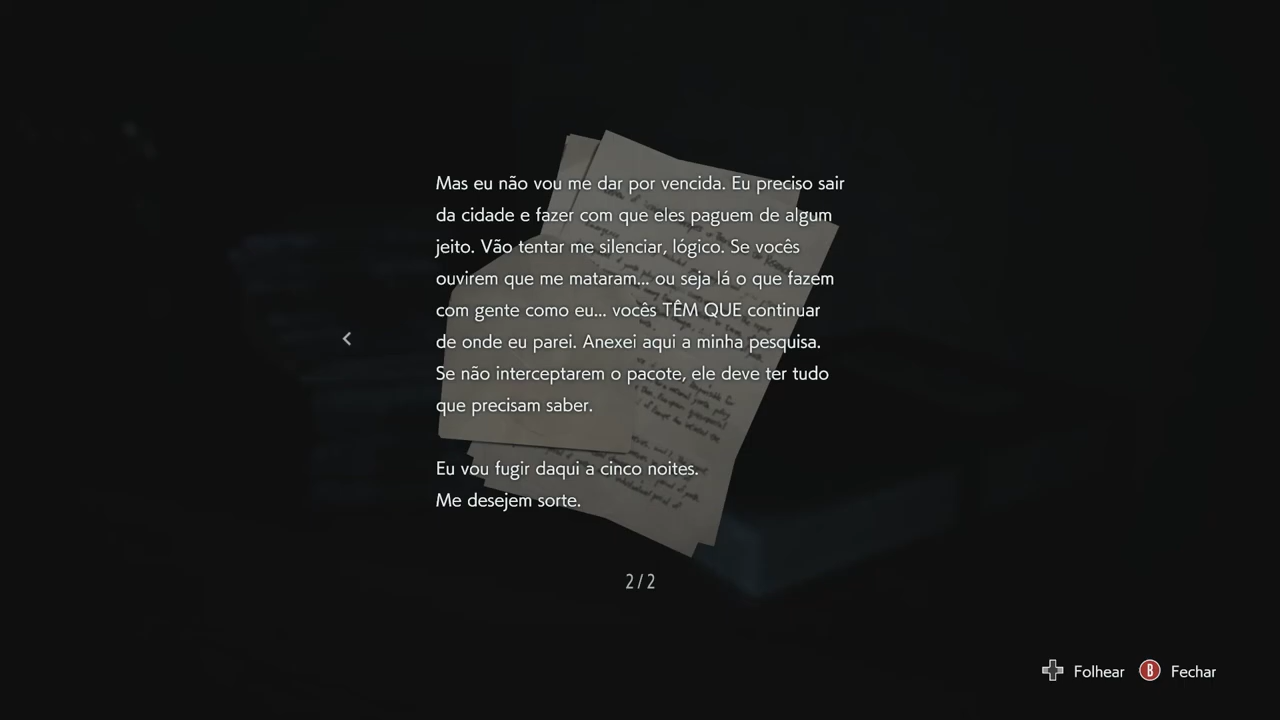 Mas eu não vou me dar por vencida. Eu preciso sair
da cidade e fazer com que eles paguem de algum
jeito. Vão tentar me silenciar, lógico. Se vocês
ouvirem que me mataram... ou seja lá o que fazem
com gente como eu... vocês TÊM QUE continuar
de onde eu parei. Anexei aqui a minha pesquisa.
Se não interceptarem o pacote, ele deve ter tudo
que precisam saber.
Eu vou fugir daqui a cinco noites.
Me desejem sorte.
2 / 2
Folhear B Fechar